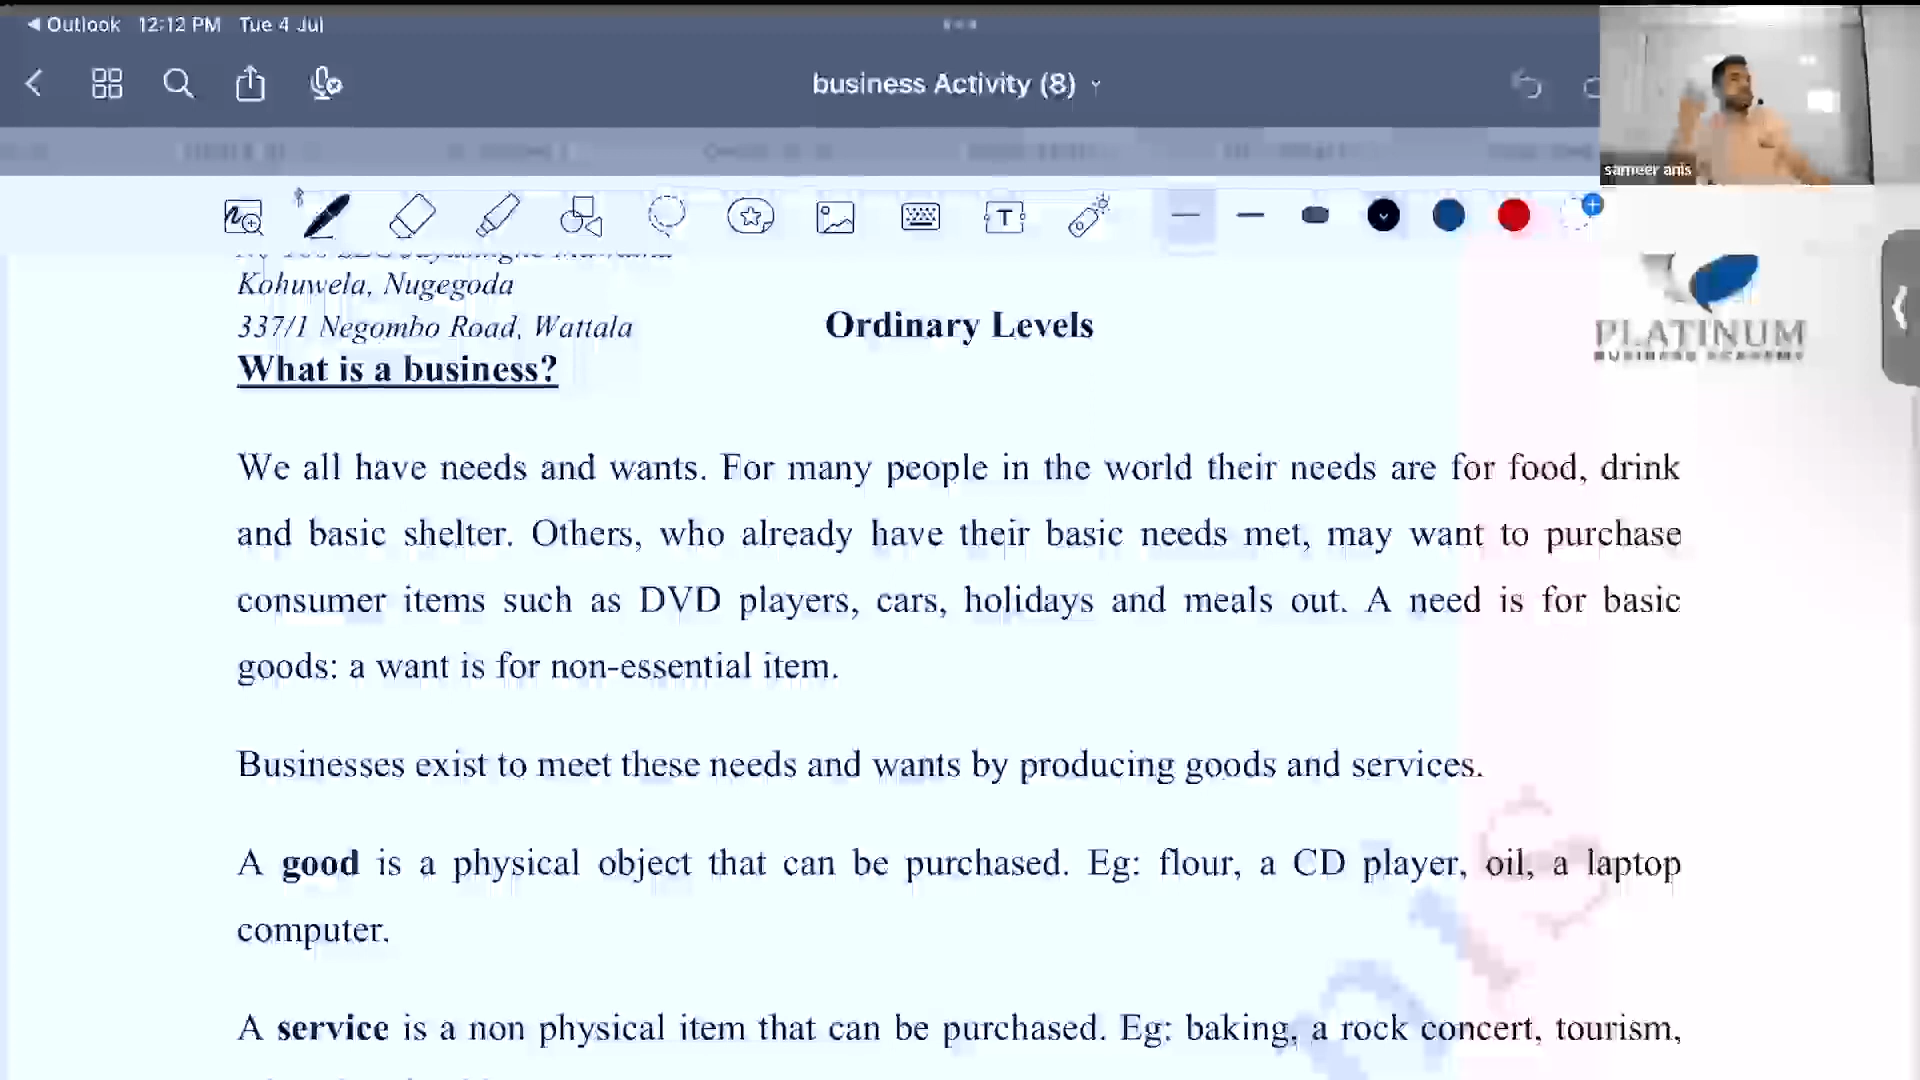 Outlook 12:12 PM Tue 4 Jul
business Activity (8)
sameer anis
Kohuwela, Nugegoda
337/1 Negombo Road, Wattala
Ordinary Levels
PLATINUM
BUSINESS ACADEMY
What is a business?
We all have needs and wants. For many people in the world their needs are for food, drink
and basic shelter. Others, who already have their basic needs met, may want to purchase
consumer items such as DVD players, cars, holidays and meals out. A need is for basic
goods: a want is for non-essential item.
Businesses exist to meet these needs and wants by producing goods and services.
A good is a physical object that can be purchased. Eg: flour, a CD player, oil, a laptop
computer.
A service is a non physical item that can be purchased. Eg: baking, a rock concert, tourism,